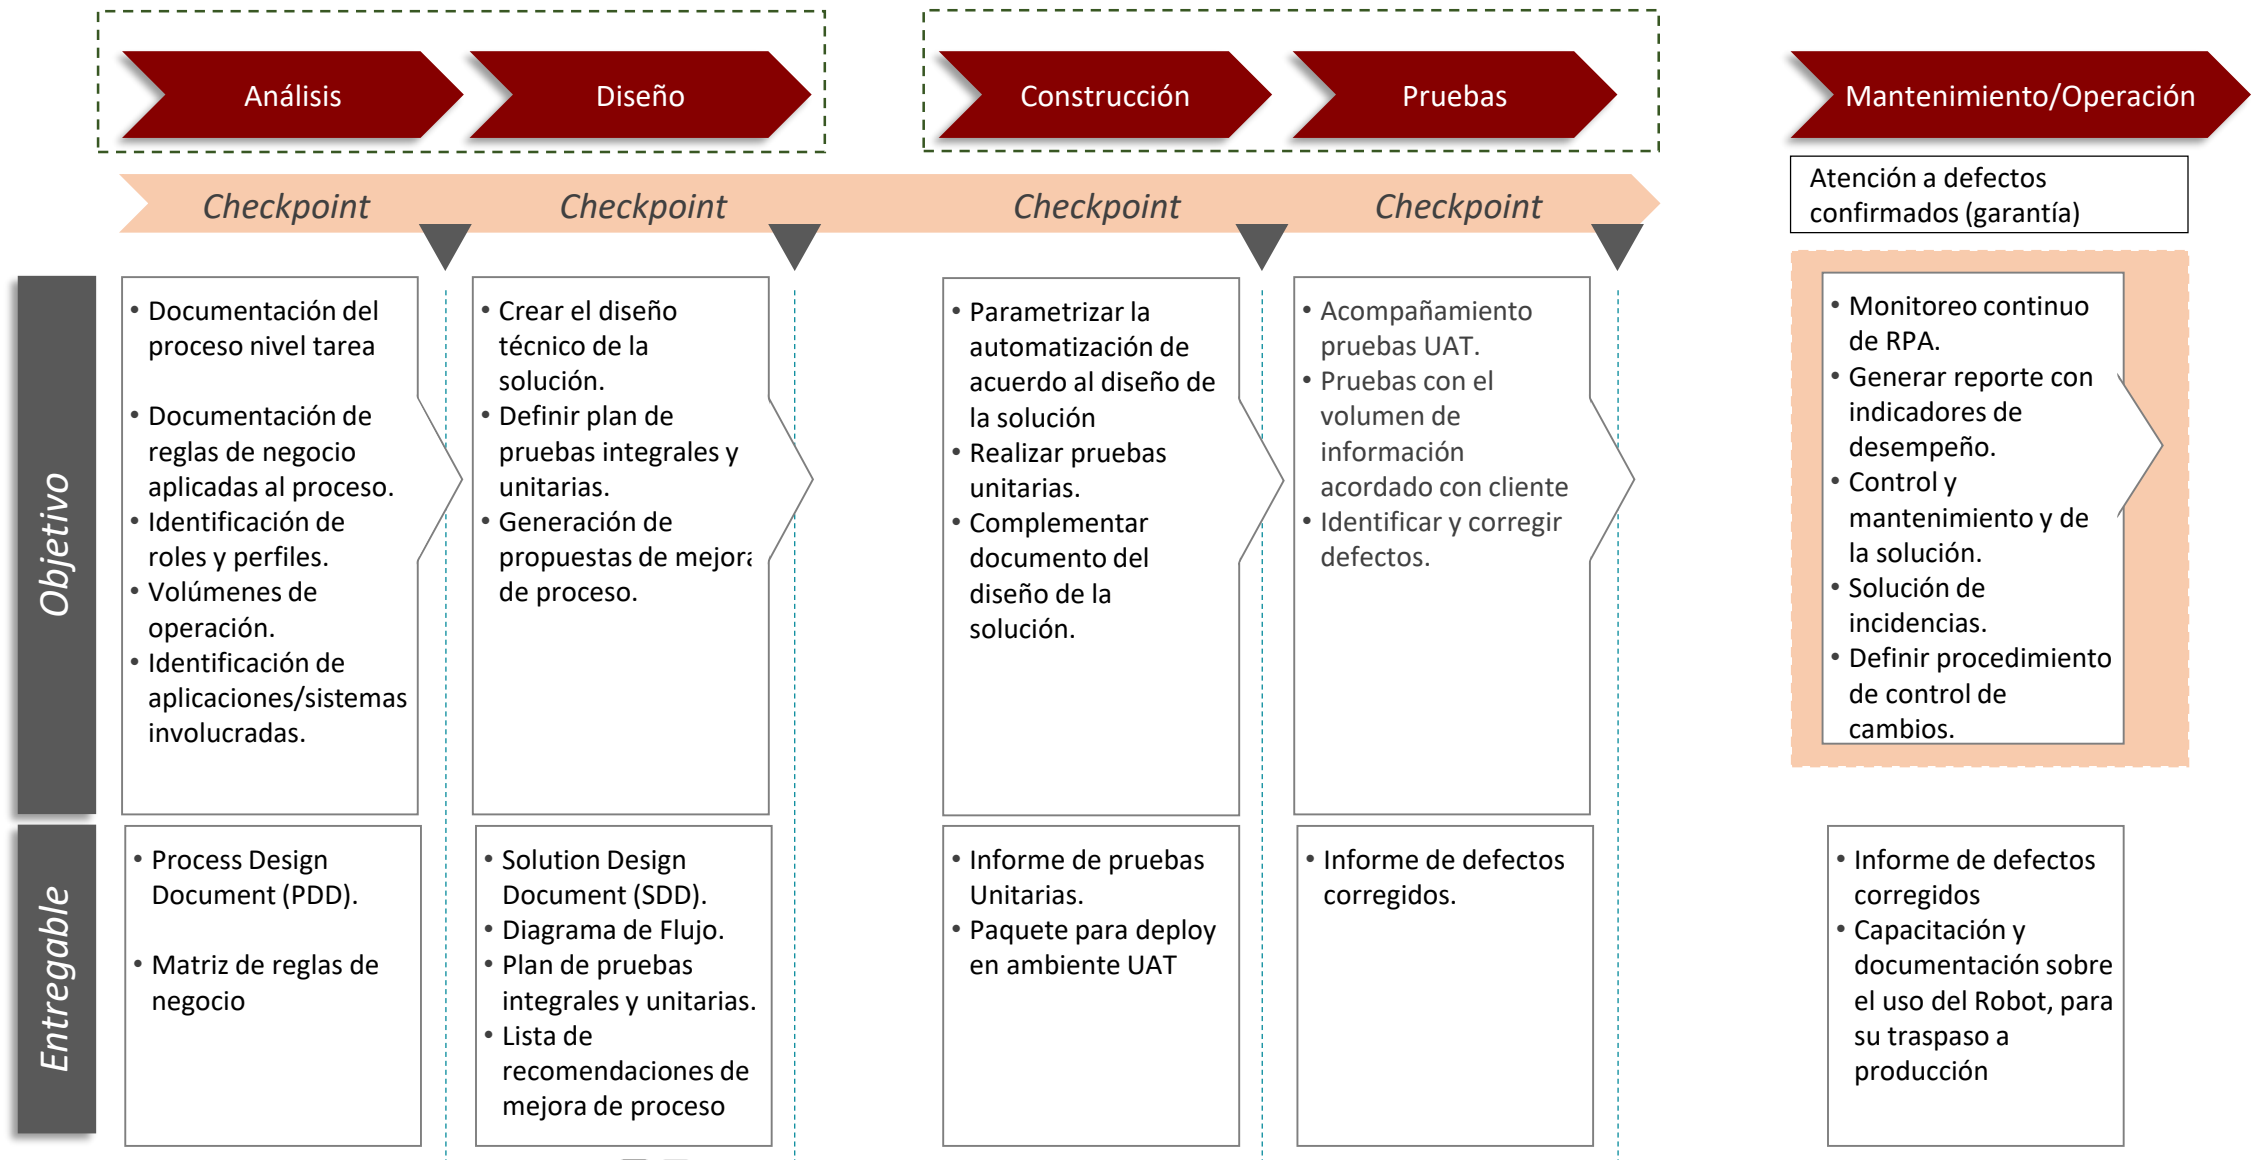 Análisis
Diseño
Construcción
Pruebas
Mantenimiento/Operación
Checkpoint
Checkpoint
Checkpoint
Checkpoint
Atención a defectos
confirmados (garantía)
Objetivo
• Documentación del
proceso nivel tarea
• Documentación de
reglas de negocio
aplicadas al proceso.
• Identificación de
roles y perfiles.
• Volúmenes de
operación.
• Identificación de
aplicaciones/sistemas
involucradas.
• Crear el diseño
técnico de la
solución.
• Definir plan de
pruebas integrales y
unitarias.
• Generación de
propuestas de mejora
de proceso.
• Parametrizar la
automatización de
acuerdo al diseño de
la solución
• Realizar pruebas
unitarias.
• Complementar
documento del
diseño de la
solución.
• Acompañamiento
pruebas UAT.
• Pruebas con el
volumen de
información
acordado con cliente
• Identificar y corregir
defectos.
• Monitoreo continuo
de RPA.
• Generar reporte con
indicadores de
desempeño.
• Control y
mantenimiento y de
la solución.
• Solución de
incidencias.
• Definir procedimiento
de control de
cambios.
Entregable
• Process Design
Document (PDD).
• Matriz de reglas de
negocio
• Solution Design
Document (SDD).
• Diagrama de Flujo.
• Plan de pruebas
integrales y unitarias.
• Lista de
recomendaciones de
mejora de proceso
• Informe de pruebas
Unitarias.
• Paquete para deploy
en ambiente UAT
• Informe de defectos
corregidos.
• Informe de defectos
corregidos
• Capacitación y
documentación sobre
el uso del Robot, para
su traspaso a
producción